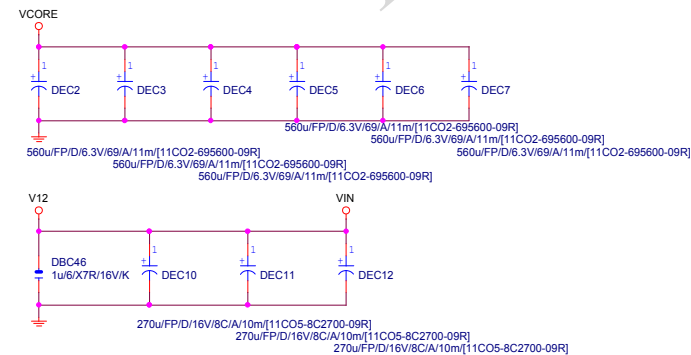 VCORE
1 1 1 1 1 1
+ + + + + +
DEC2 DEC3 DEC4 DEC5 DEC6 DEC7
560u/FP/D/6.3V/69/A/11m/[11CO2-695600-09R]
560u/FP/D/6.3V/69/A/11m/[11CO2-695600-09R]
560u/FP/D/6.3V/69/A/11m/[11CO2-695600-09R]
560u/FP/D/6.3V/69/A/11m/[11CO2-695600-09R]
560u/FP/D/6.3V/69/A/11m/[11CO2-695600-09R]
560u/FP/D/6.3V/69/A/11m/[11CO2-695600-09R]
V12 VIN
1 1 1
+ + +
DBC46
1u/6/X7R/16V/K DEC10 DEC11 DEC12
270u/FP/D/16V/8C/A/10m/[11CO5-8C2700-09R]
270u/FP/D/16V/8C/A/10m/[11CO5-8C2700-09R]
270u/FP/D/16V/8C/A/10m/[11CO5-8C2700-09R]